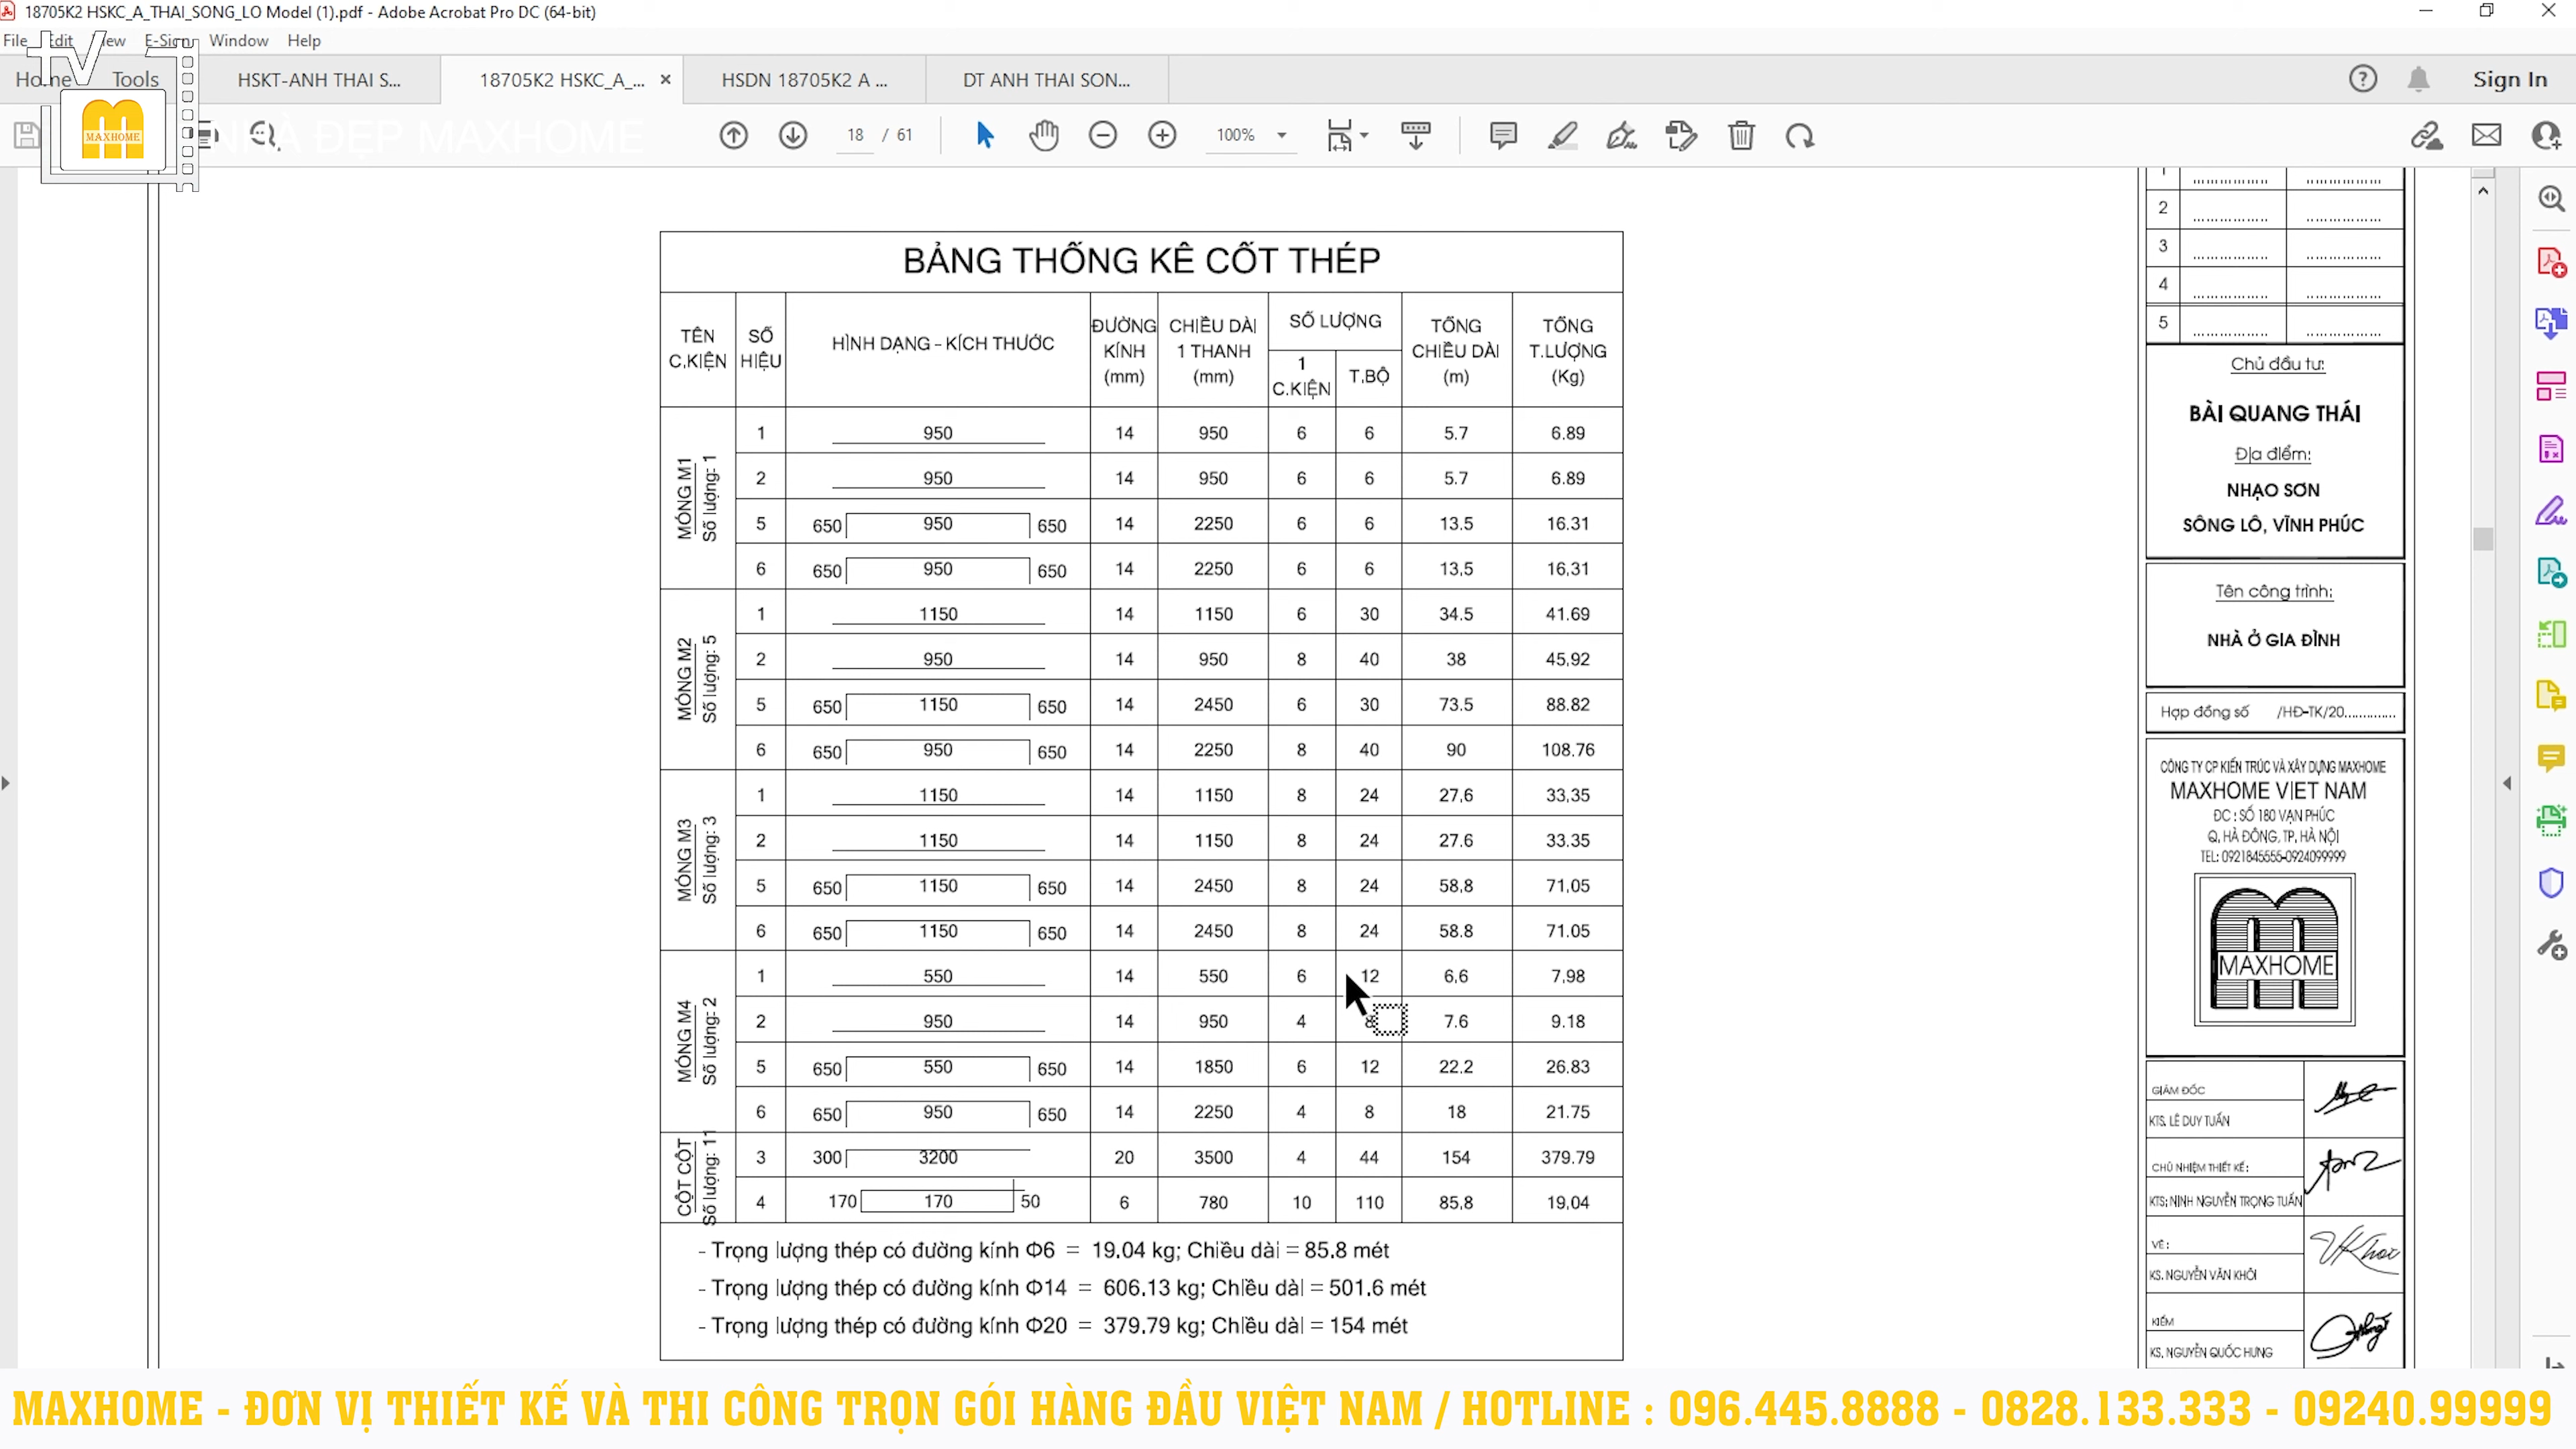 18705K2 HSKC_A_THAI_SONG_LO Model (1).pdf - Adobe Acrobat Pro DC (64-bit)
File Edit View E-Sign Window Help
Home Tools HSKT-ANH THAI S... 18705K2 HSKC_A_... × HSDN 18705K2 A ... DT ANH THAI SON... Sign In
tv
MAXHOME
NHÀ ĐẸP MAXHOME
18 / 61 100%
BẢNG THỐNG KÊ CỐT THÉP
TÊN C.KIỆN SỐ HIỆU HÌNH DẠNG - KÍCH THƯỚC ĐƯỜNG KÍNH (mm) CHIỀU DÀI 1 THANH (mm) SỐ LƯỢNG 1 C.KIỆN T.BỘ TỔNG CHIỀU DÀI (m) TỔNG T.LƯỢNG (Kg)
MÓNG M1 Số lượng: 1
1 950 14 950 6 6 5.7 6.89
2 950 14 950 6 6 5.7 6.89
5 650 950 650 14 2250 6 6 13.5 16.31
6 650 950 650 14 2250 6 6 13.5 16.31
MÓNG M2 Số lượng: 5
1 1150 14 1150 6 30 34.5 41.69
2 950 14 950 8 40 38 45.92
5 650 1150 650 14 2450 6 30 73.5 88.82
6 650 950 650 14 2250 8 40 90 108.76
MÓNG M3 Số lượng: 3
1 1150 14 1150 8 24 27.6 33.35
2 1150 14 1150 8 24 27.6 33.35
5 650 1150 650 14 2450 8 24 58.8 71.05
6 650 1150 650 14 2450 8 24 58.8 71.05
MÓNG M4 Số lượng: 2
1 550 14 550 6 12 6.6 7.98
2 950 14 950 4 8 7.6 9.18
5 650 550 650 14 1850 6 12 22.2 26.83
6 650 950 650 14 2250 4 8 18 21.75
CỘT CỘT Số lượng: 11
3 300 3200 20 3500 4 44 154 379.79
4 170 170 50 6 780 10 110 85.8 19.04
- Trọng lượng thép có đường kính Φ6 = 19.04 kg; Chiều dài = 85.8 mét
- Trọng lượng thép có đường kính Φ14 = 606.13 kg; Chiều dài = 501.6 mét
- Trọng lượng thép có đường kính Φ20 = 379.79 kg; Chiều dài = 154 mét
1 ............... ...............
2 ............... ...............
3 ............... ...............
4 ............... ...............
5 ............... ...............
Chủ đầu tư:
BÀI QUANG THÁI
Địa điểm:
NHẠO SƠN
SÔNG LÔ, VĨNH PHÚC
Tên công trình:
NHÀ Ở GIA ĐÌNH
Hợp đồng số /HĐ-TK/20.............
CÔNG TY CP KIẾN TRÚC VÀ XÂY DỰNG MAXHOME
MAXHOME VIET NAM
ĐC : SỐ 180 VẠN PHÚC
Q. HÀ ĐÔNG, TP. HÀ NỘI
TEL: 0921845555-0924099999
MAXHOME
GIÁM ĐỐC
KTS. LÊ DUY TUẤN
CHỦ NHIỆM THIẾT KẾ:
KTS: NINH NGUYỄN TRỌNG TUẤN
VẼ:
KS. NGUYỄN VĂN KHÔI
KIỂM
KS. NGUYỄN QUỐC HƯNG
MAXHOME - ĐƠN VỊ THIẾT KẾ VÀ THI CÔNG TRỌN GÓI HÀNG ĐẦU VIỆT NAM / HOTLINE : 096.445.8888 - 0828.133.333 - 09240.99999